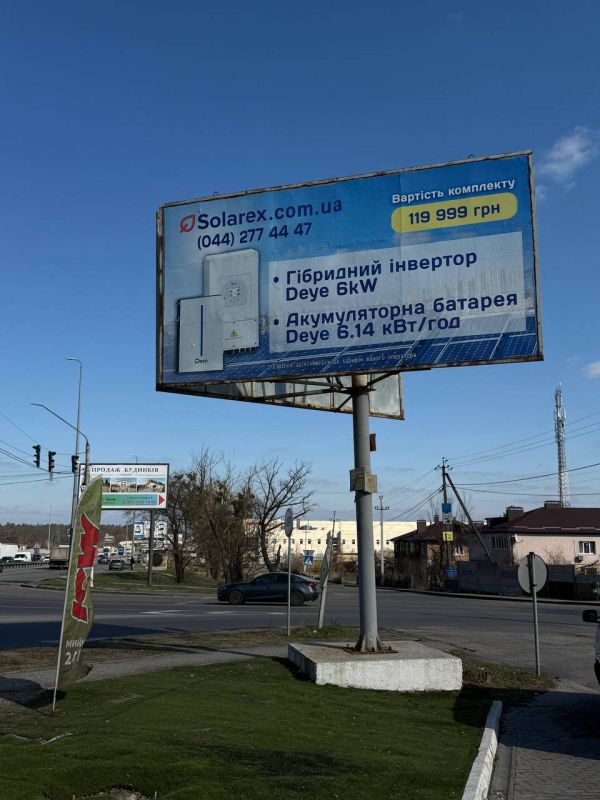 Solarex.com.ua
(044) 277 44 47
Вартість комплекту
119 999 грн
• Гібридний інвертор
Deye 6kW
• Акумуляторна батарея
Deye 6.14 кВт/год
Deye
ПРОДАЖ БУДИНКІВ